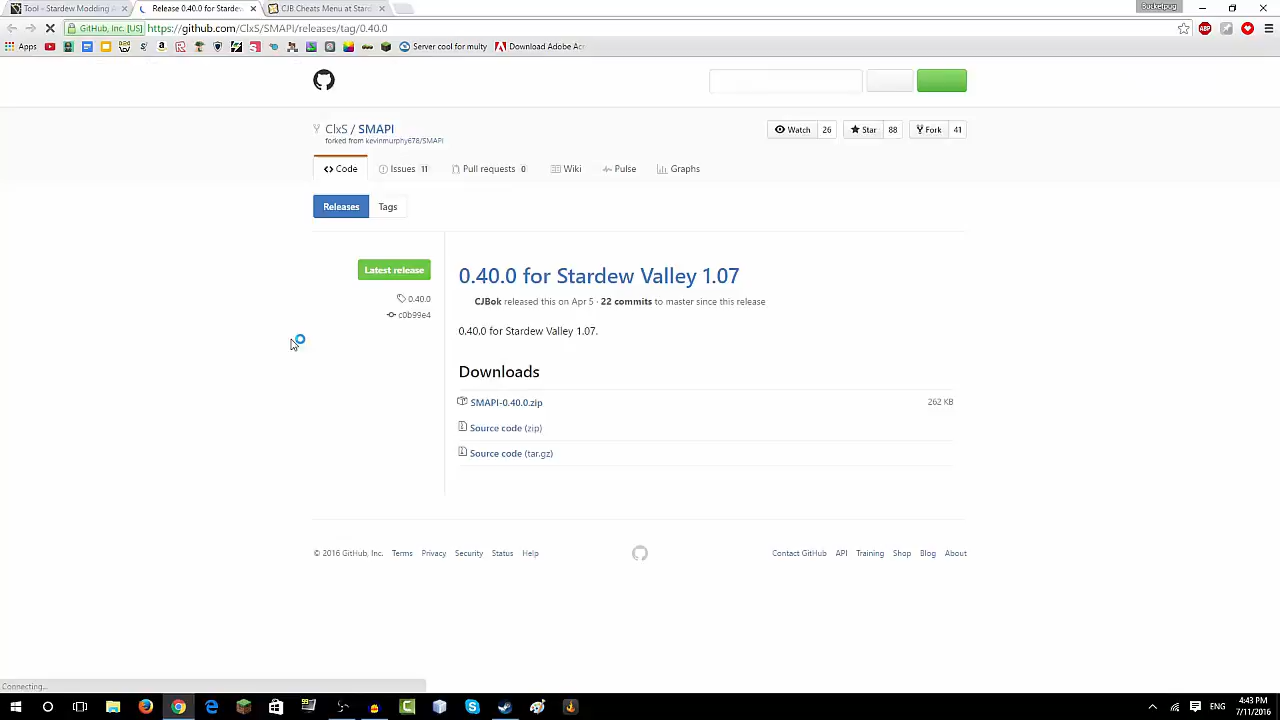 Tool - Stardew Modding A
Release 0.40.0 for Stardew
CJB Cheats Menu at Stard
GitHub, Inc. [US] https://github.com/ClxS/SMAPI/releases/tag/0.40.0
Apps
Server cool for multy
Download Adobe Acr
ClxS / SMAPI
forked from kevinmurphy678/SMAPI
Watch 26
Star 88
Fork 41
Code
Issues 11
Pull requests 0
Wiki
Pulse
Graphs
Releases
Tags
Latest release
0.40.0
c0b99e4
0.40.0 for Stardew Valley 1.07
CJBok released this on Apr 5 · 22 commits to master since this release
0.40.0 for Stardew Valley 1.07.
Downloads
SMAPI-0.40.0.zip 262 KB
Source code (zip)
Source code (tar.gz)
© 2016 GitHub, Inc. Terms Privacy Security Status Help
Contact GitHub API Training Shop Blog About
Connecting...
ENG
4:43 PM
7/11/2016